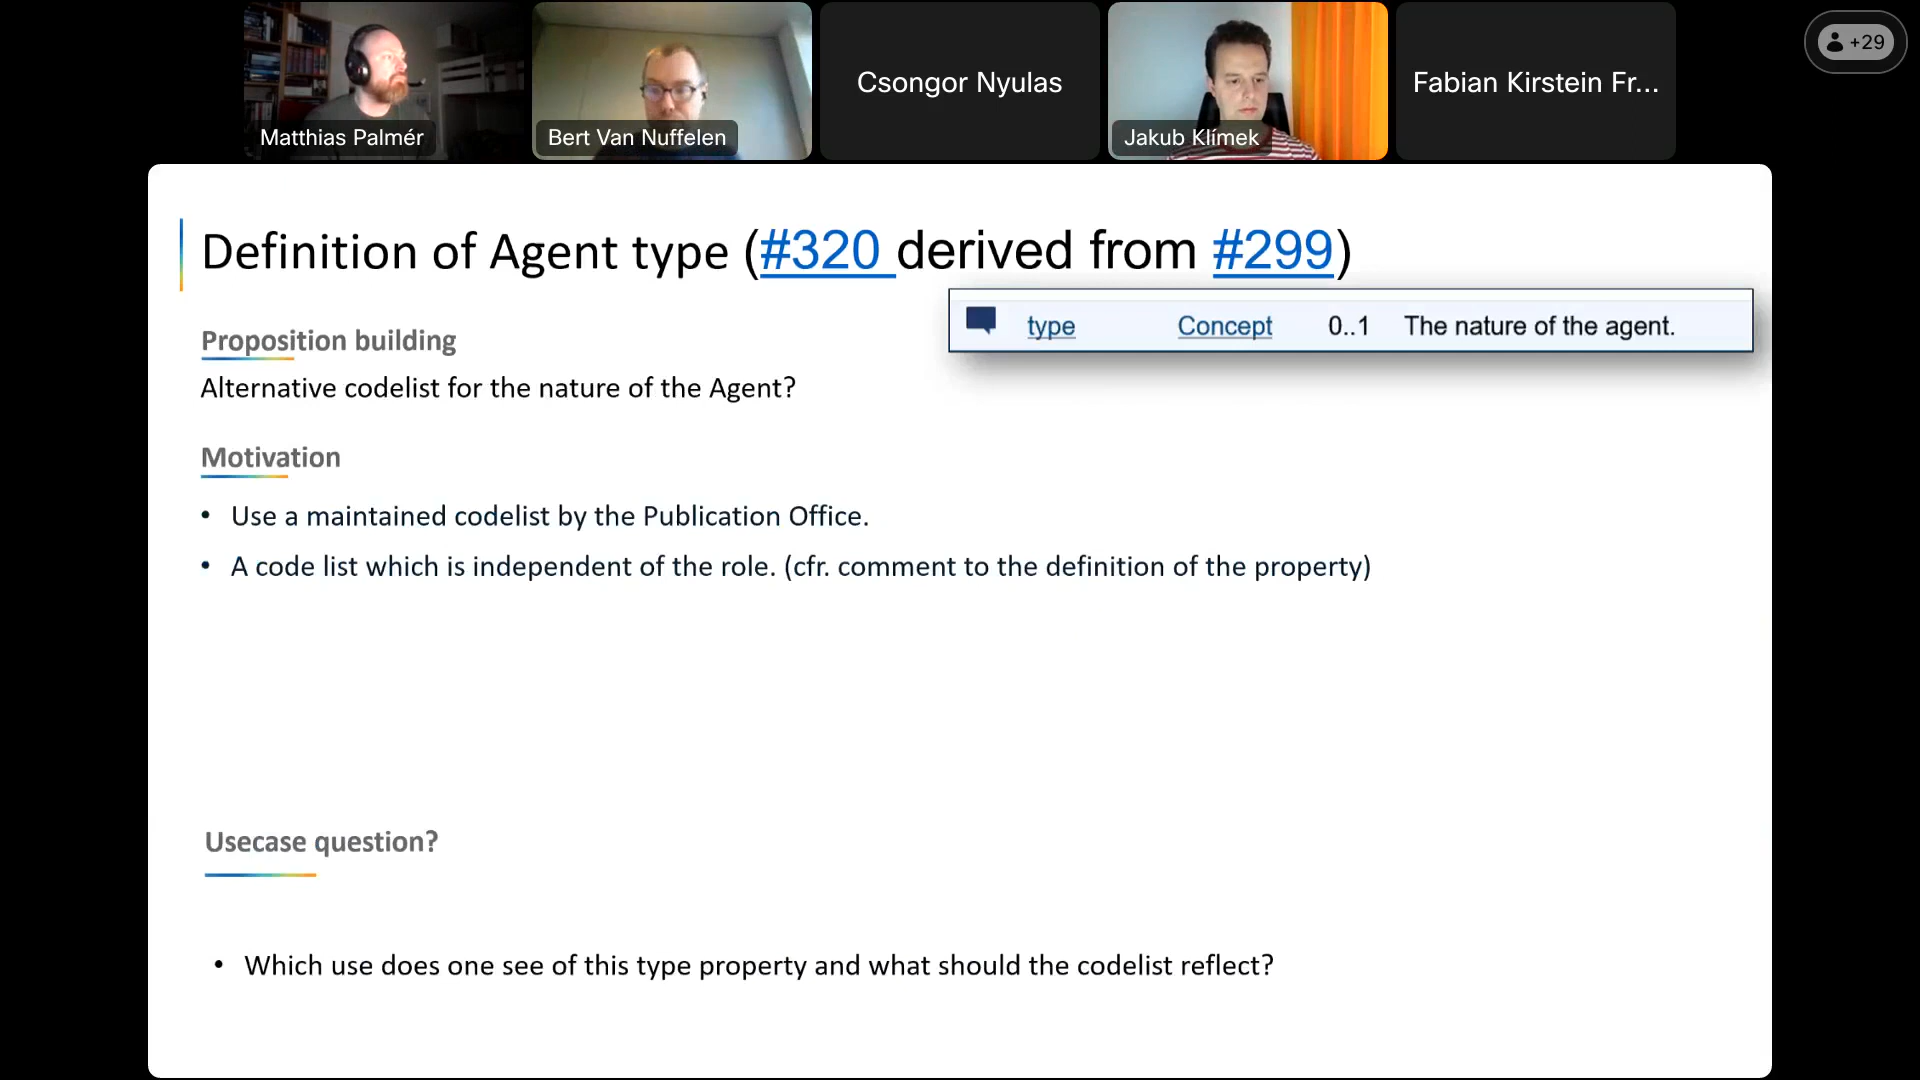 Matthias Palmér
Bert Van Nuffelen
Csongor Nyulas
Jakub Klímek
Fabian Kirstein Fr...
+29
Definition of Agent type (#320 derived from #299)
type Concept 0..1 The nature of the agent.
Proposition building
Alternative codelist for the nature of the Agent?
Motivation
• Use a maintained codelist by the Publication Office.
• A code list which is independent of the role. (cfr. comment to the definition of the property)
Usecase question?
• Which use does one see of this type property and what should the codelist reflect?